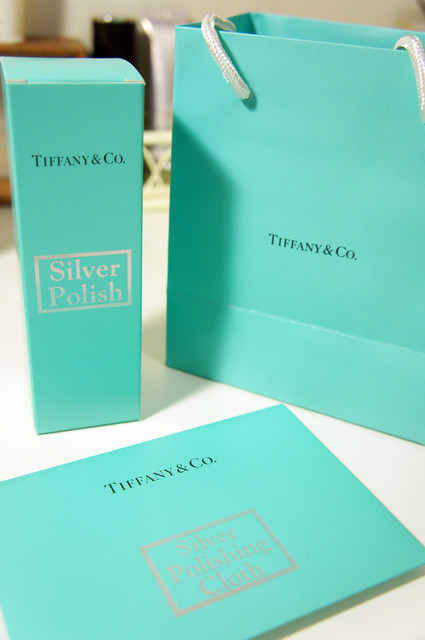 TIFFANY & CO.
Silver
Polish
TIFFANY & CO.
TIFFANY & CO.
Silver
Polishing
Cloth